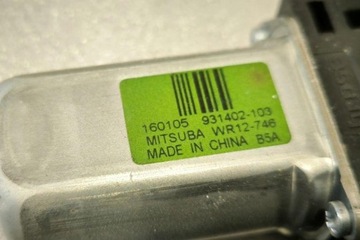 160105 931402-103
MITSUBA WR12-746
MADE IN CHINA B5A